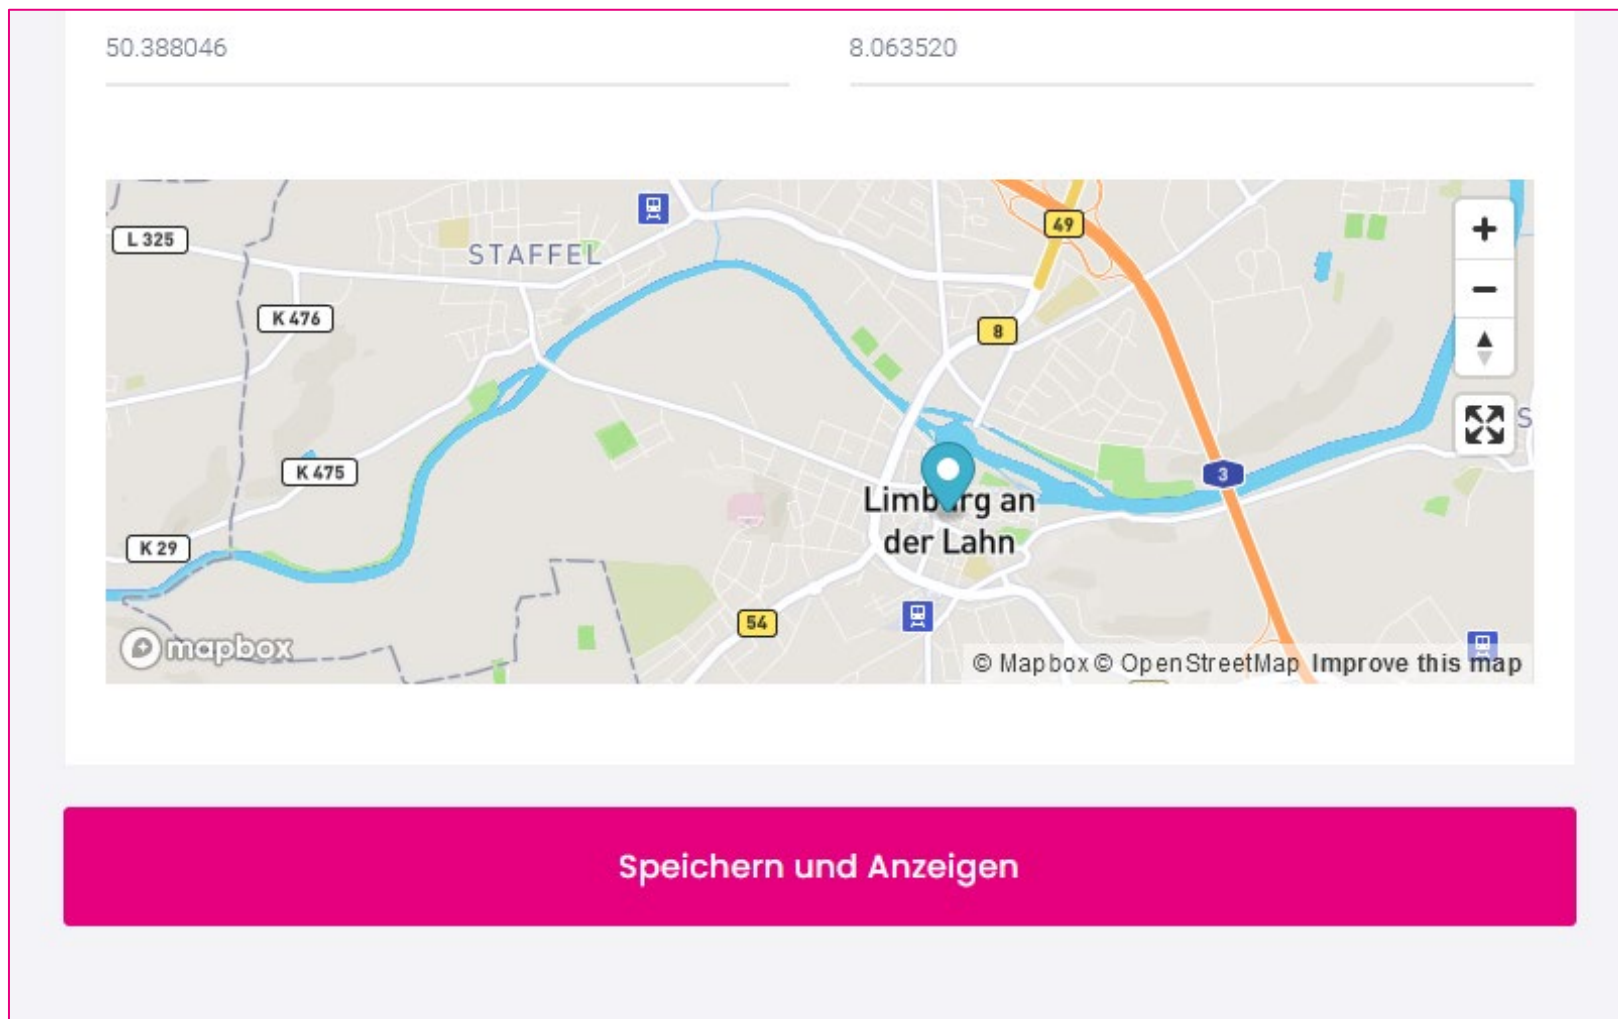 50.388046
8.063520
L 325
STAFFEL
49
K 476
8
K 475
3
S
Limburg an
der Lahn
K 29
54
mapbox
© Mapbox © OpenStreetMap Improve this map
Speichern und Anzeigen